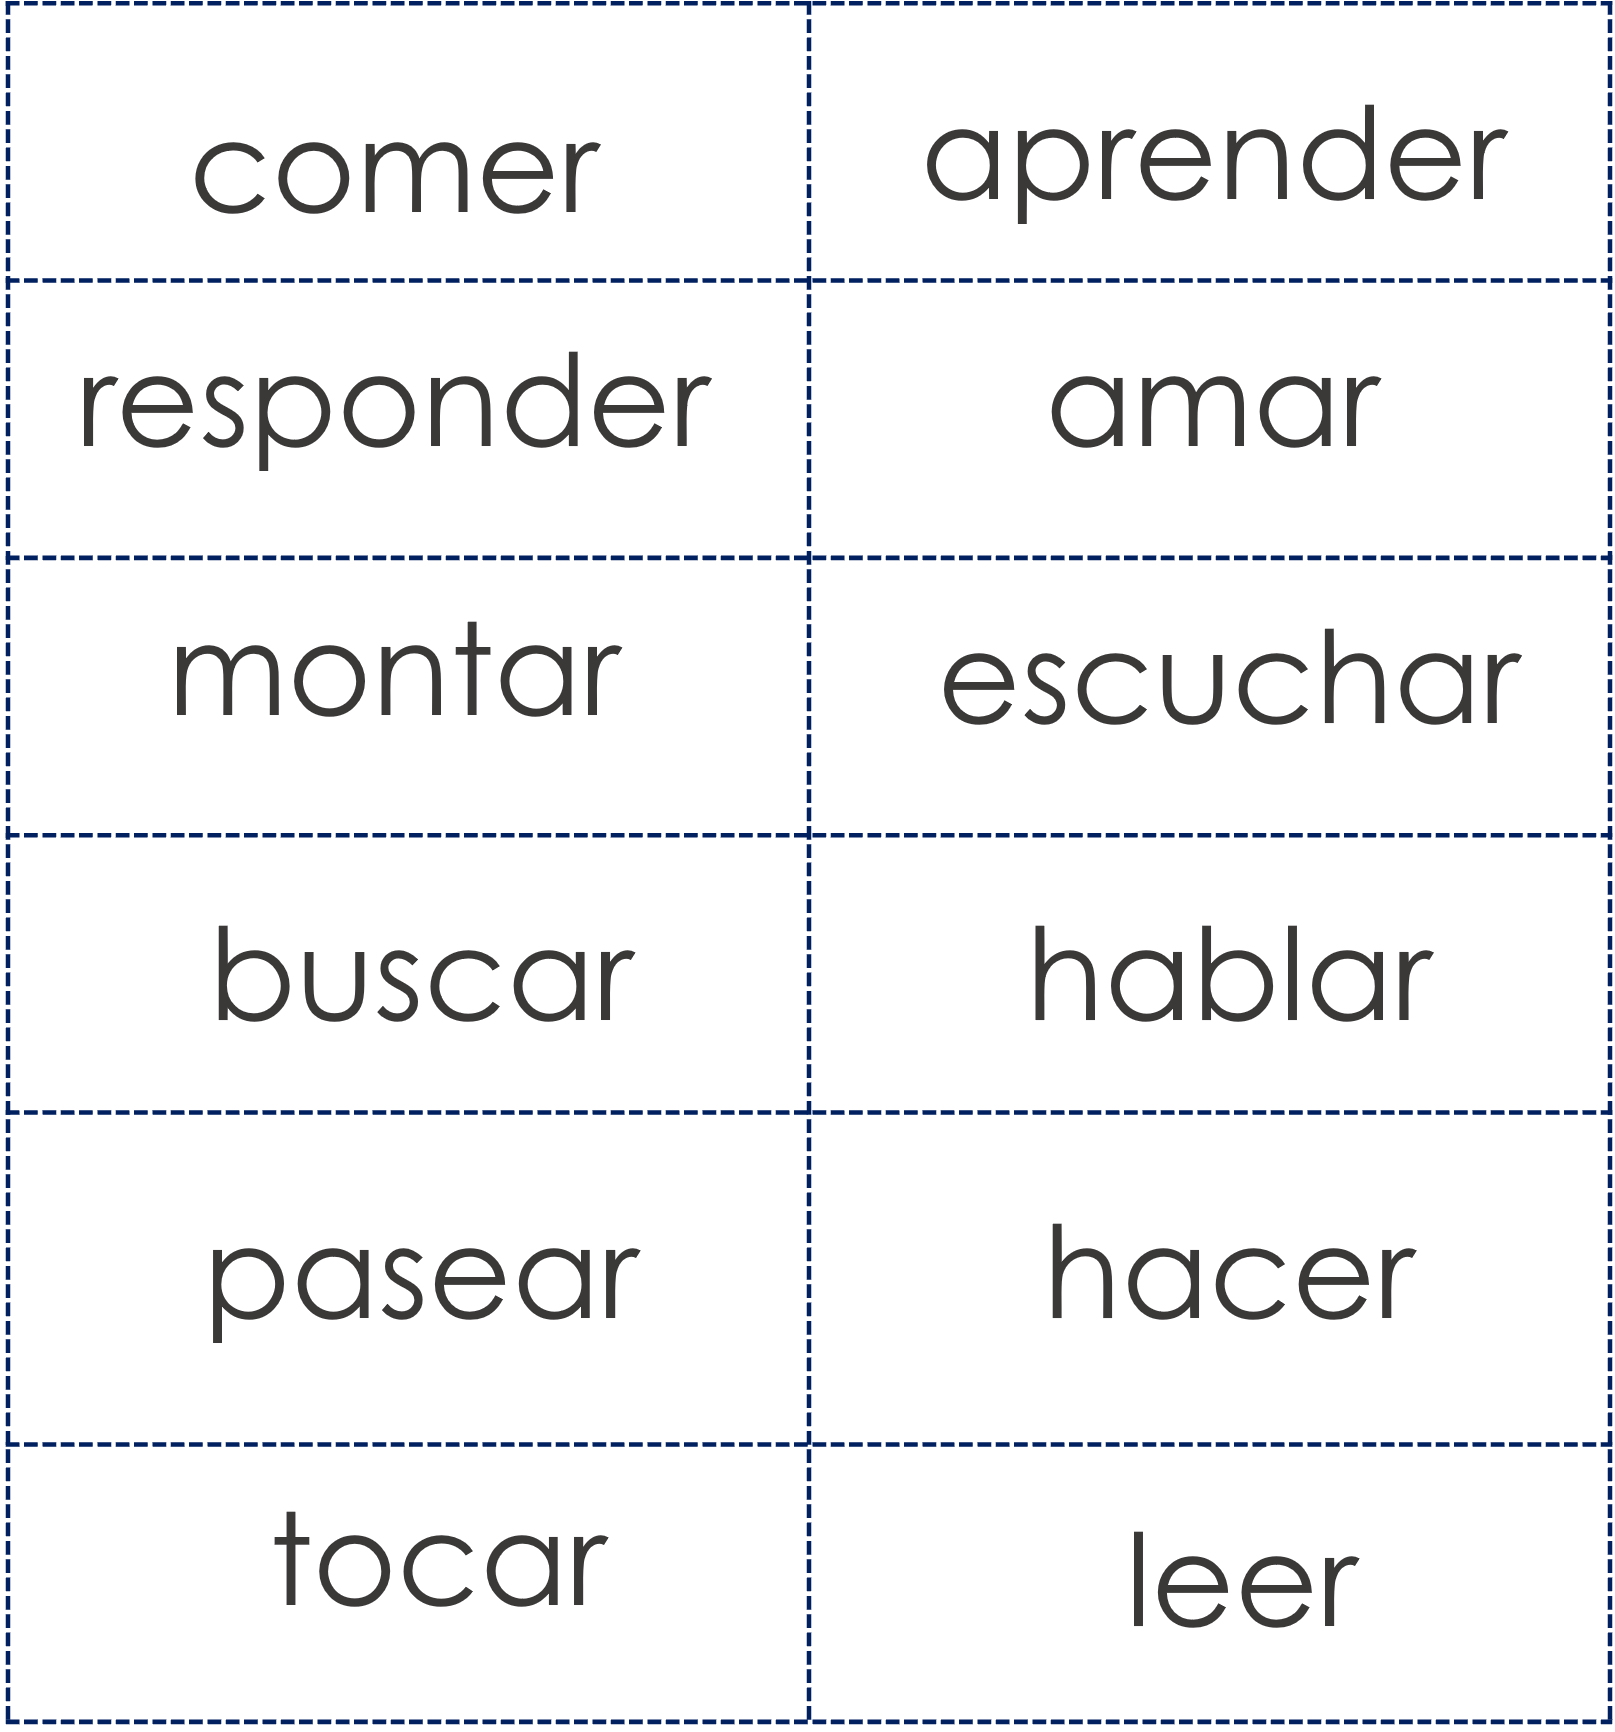 comer
aprender
responder
amar
montar
escuchar
buscar
hablar
pasear
hacer
tocar
leer